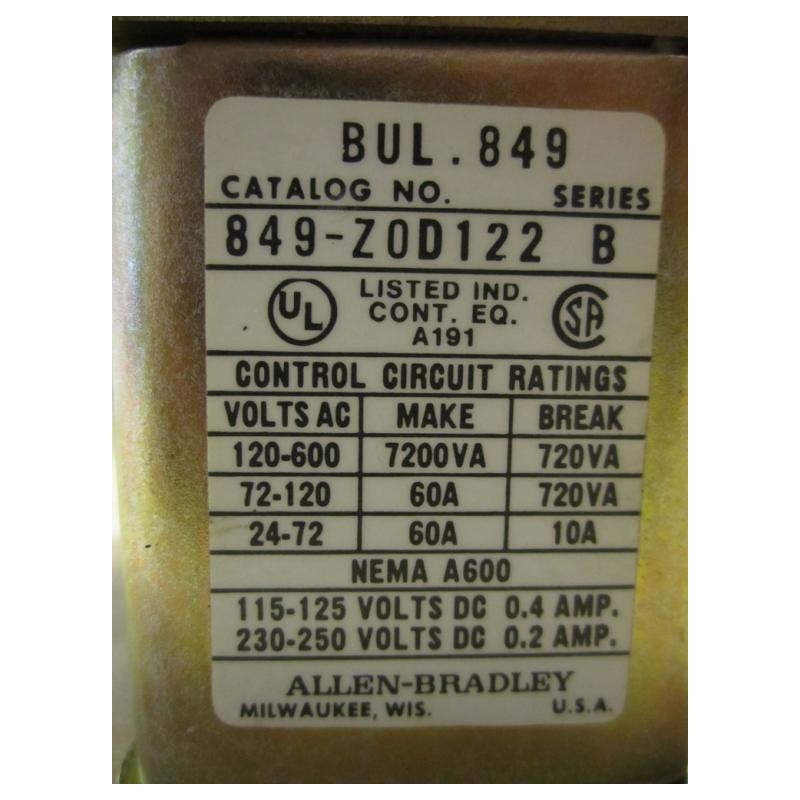 BUL. 849
CATALOG NO. SERIES
849-Z0D122 B
UL LISTED IND. CONT. EQ. A191 CSA
CONTROL CIRCUIT RATINGS
VOLTS AC MAKE BREAK
120-600 7200VA 720VA
72-120 60A 720VA
24-72 60A 10A
NEMA A600
115-125 VOLTS DC 0.4 AMP.
230-250 VOLTS DC 0.2 AMP.
ALLEN-BRADLEY
MILWAUKEE, WIS. U.S.A.